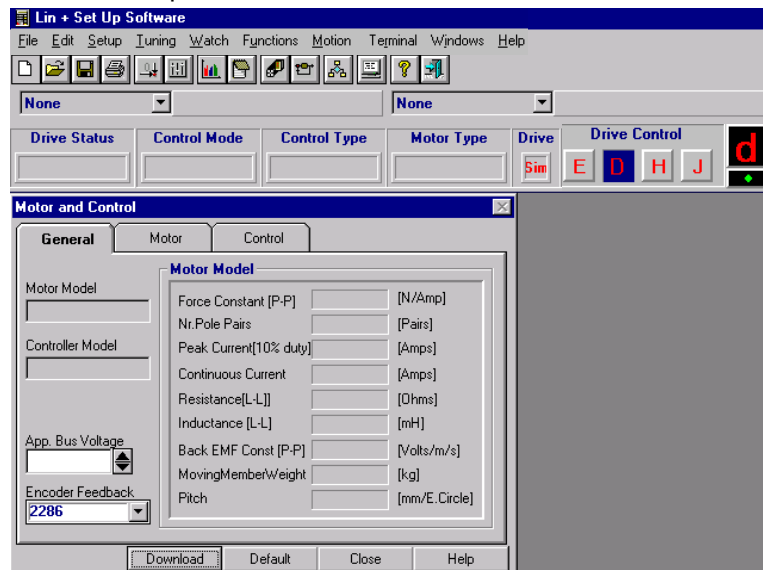 Lin + Set Up Software
File Edit Setup Tuning Watch Functions Motion Terminal Windows Help
None None
Drive Status Control Mode Control Type Motor Type Drive Drive Control
Sim E D H J d
Motor and Control
General Motor Control
Motor Model
Motor Model
Force Constant [P-P] [N/Amp]
Nr.Pole Pairs [Pairs]
Controller Model
Peak Current[10% duty] [Amps]
Continuous Current [Amps]
Resistance[L-L]] [Ohms]
Inductance [L-L] [mH]
App. Bus Voltage
Back EMF Const [P-P] [Volts/m/s]
MovingMemberWeight [kg]
Encoder Feedback
Pitch [mm/E.Circle]
2286
Download Default Close Help